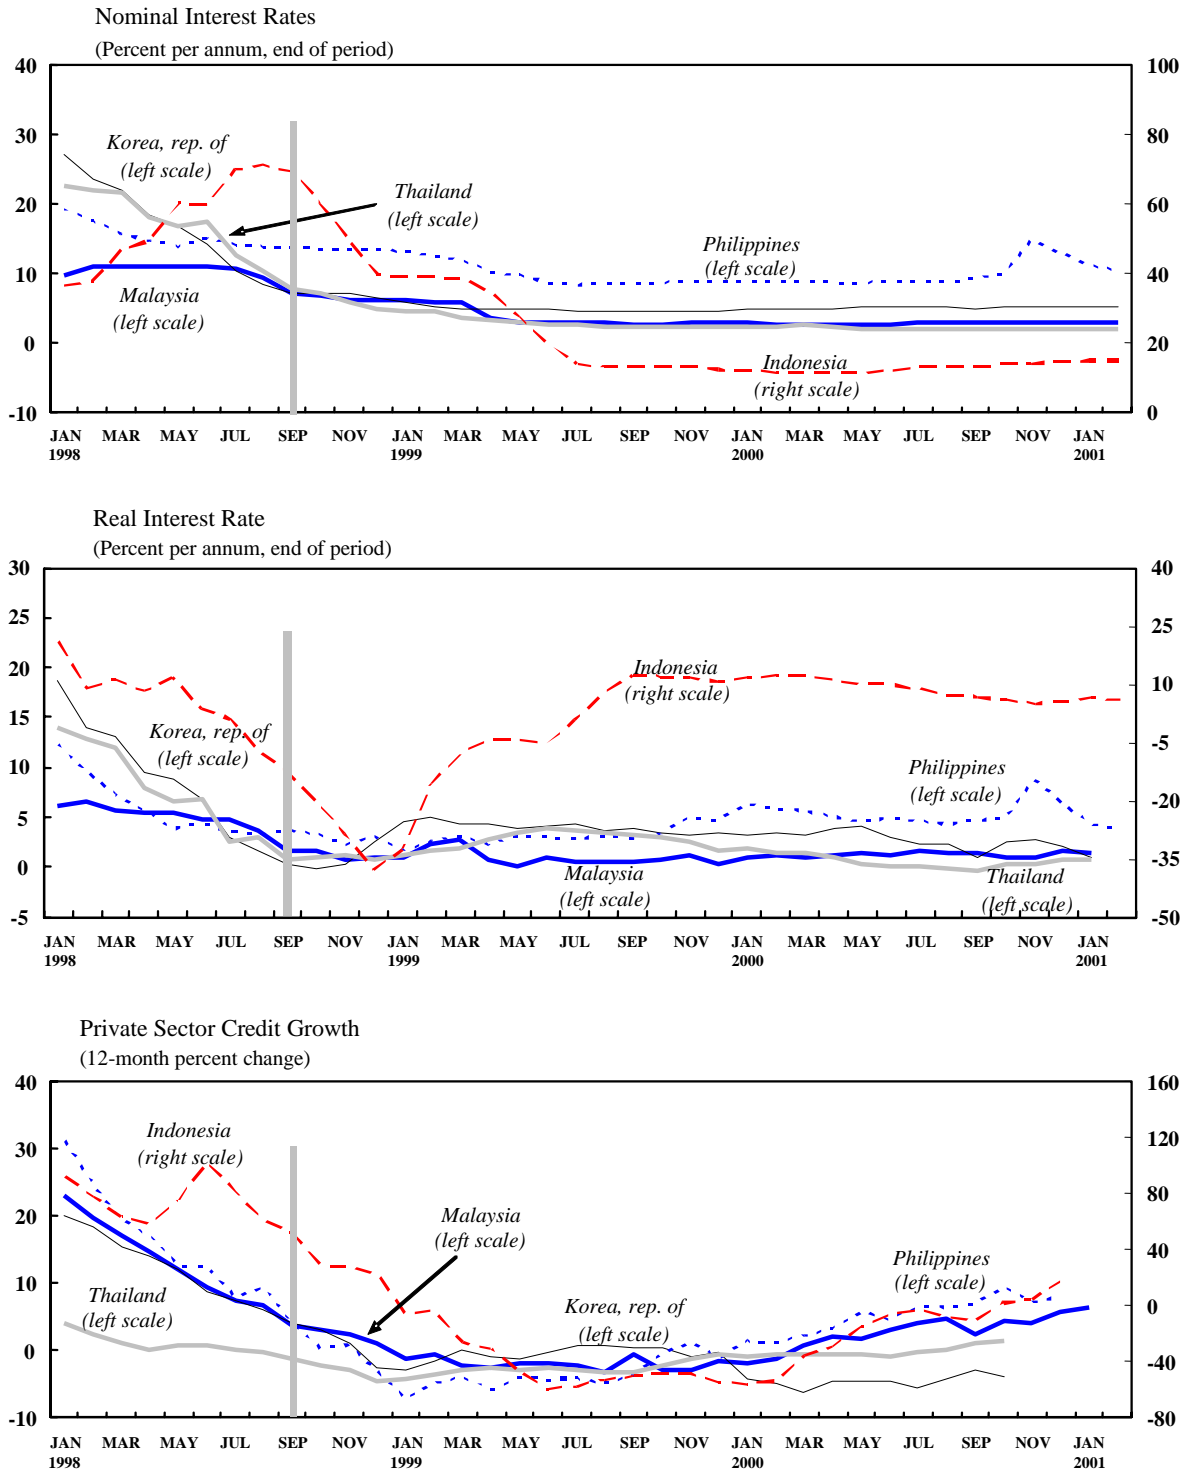 Nominal Interest Rates
(Percent per annum, end of period)
40 100
Korea, rep. of
(left scale)
30 80
Thailand
(left scale)
20 60
Philippines
(left scale)
10 40
Malaysia
(left scale)
0 20
Indonesia
(right scale)
-10 0
JAN MAR MAY JUL SEP NOV JAN MAR MAY JUL SEP NOV JAN MAR MAY JUL SEP NOV JAN
1998 1999 2000 2001
Real Interest Rate
(Percent per annum, end of period)
30 40
25 25
20
Indonesia
(right scale)
10
15
Korea, rep. of
(left scale)
-5
10
Philippines
(left scale)
-20
5
0 -35
Malaysia
(left scale)
Thailand
(left scale)
-5 -50
JAN MAR MAY JUL SEP NOV JAN MAR MAY JUL SEP NOV JAN MAR MAY JUL SEP NOV JAN
1998 1999 2000 2001
Private Sector Credit Growth
(12-month percent change)
40 160
Indonesia
(right scale)
30 120
20 80
Malaysia
(left scale)
40
Philippines
(left scale)
10
Thailand
(left scale)
Korea, rep. of
(left scale)
0
0 -40
-10 -80
JAN MAR MAY JUL SEP NOV JAN MAR MAY JUL SEP NOV JAN MAR MAY JUL SEP NOV JAN
1998 1999 2000 2001